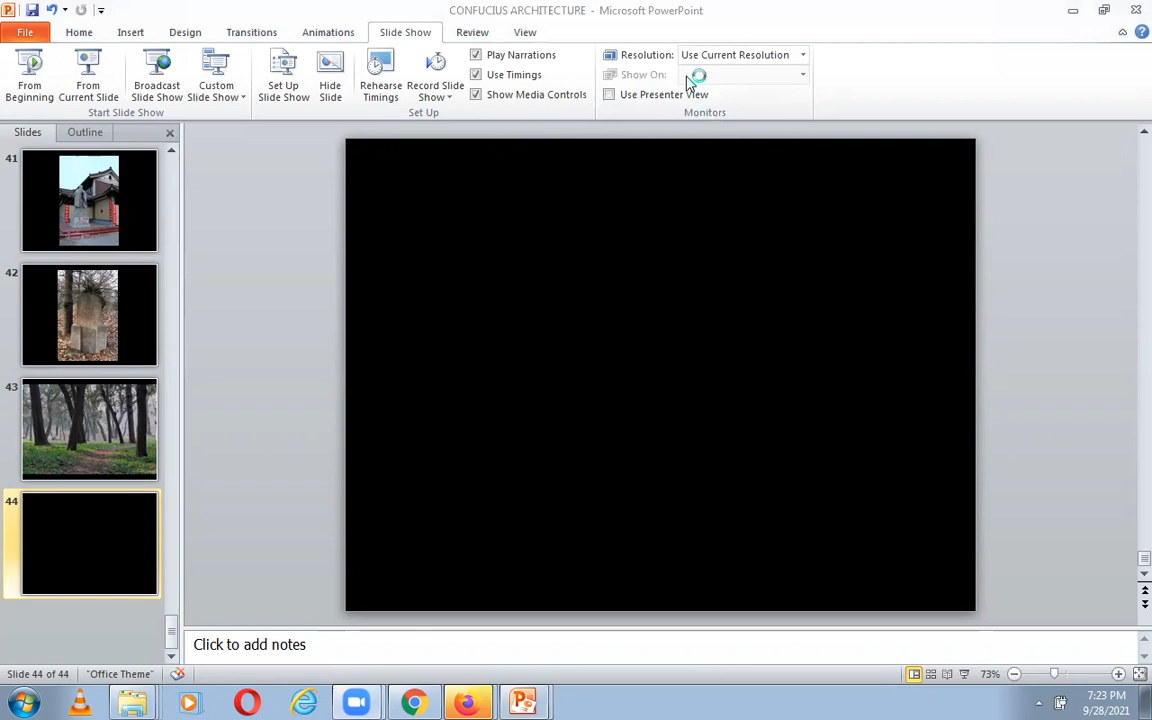 CONFUCIUS ARCHITECTURE - Microsoft PowerPoint
File Home Insert Design Transitions Animations Slide Show Review View
From Beginning
From Current Slide
Broadcast Slide Show
Custom Slide Show
Start Slide Show
Set Up Slide Show
Hide Slide
Rehearse Timings
Record Slide Show
Play Narrations
Use Timings
Show Media Controls
Set Up
Resolution: Use Current Resolution
Show On:
Use Presenter View
Monitors
Slides Outline
41
42
43
44
Click to add notes
Slide 44 of 44 "Office Theme" 73%
7:23 PM
9/28/2021